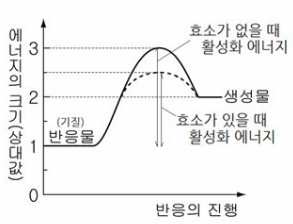 에너지의 크기(상대값)
3
2
1
0
효소가 없을 때
활성화 에너지
(기질)
반응물
생성물
효소가 있을 때
활성화 에너지
반응의 진행